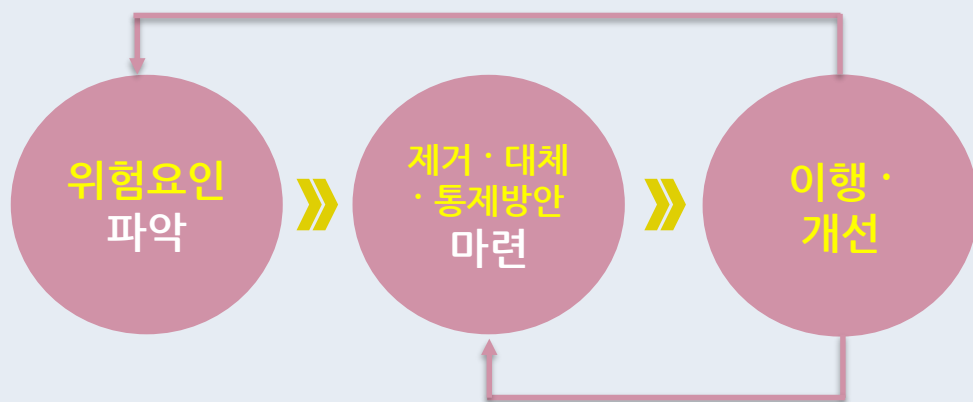 위험요인
파악
제거 · 대체
· 통제방안
마련
이행 ·
개선